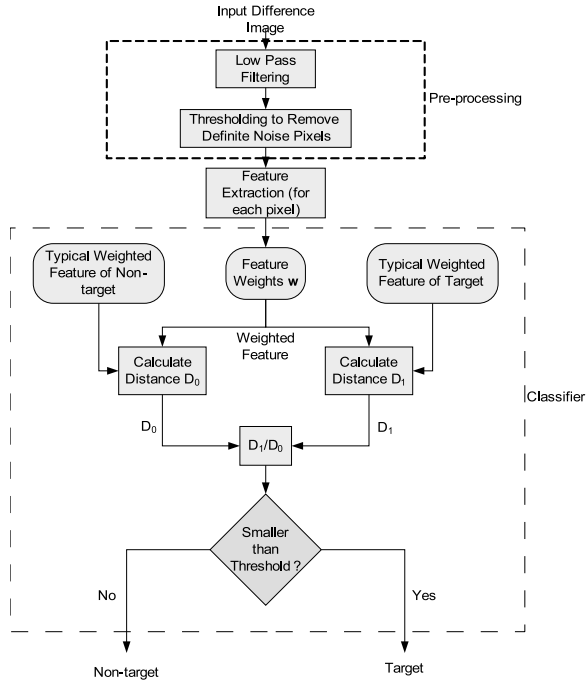 Input Difference
Image
Low Pass
Filtering
Pre-processing
Thresholding to Remove
Definite Noise Pixels
Feature
Extraction (for
each pixel)
Typical Weighted
Feature of Non-
target
Feature
Weights w
Typical Weighted
Feature of Target
Weighted
Feature
Calculate
Distance D₀
Calculate
Distance D₁
Classifier
D₀
D₁
D₁/D₀
Smaller
than
Threshold ?
No
Yes
Non-target
Target